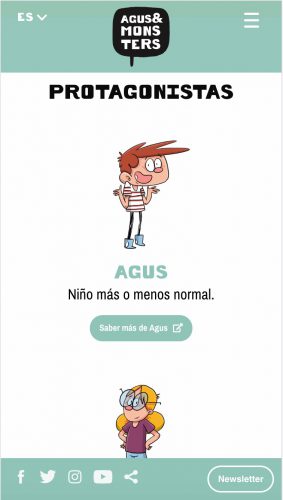 ES
AGUS&
MONS
TERS
PROTAGONISTAS
AGUS
Niño más o menos normal.
Saber más de Agus
Newsletter